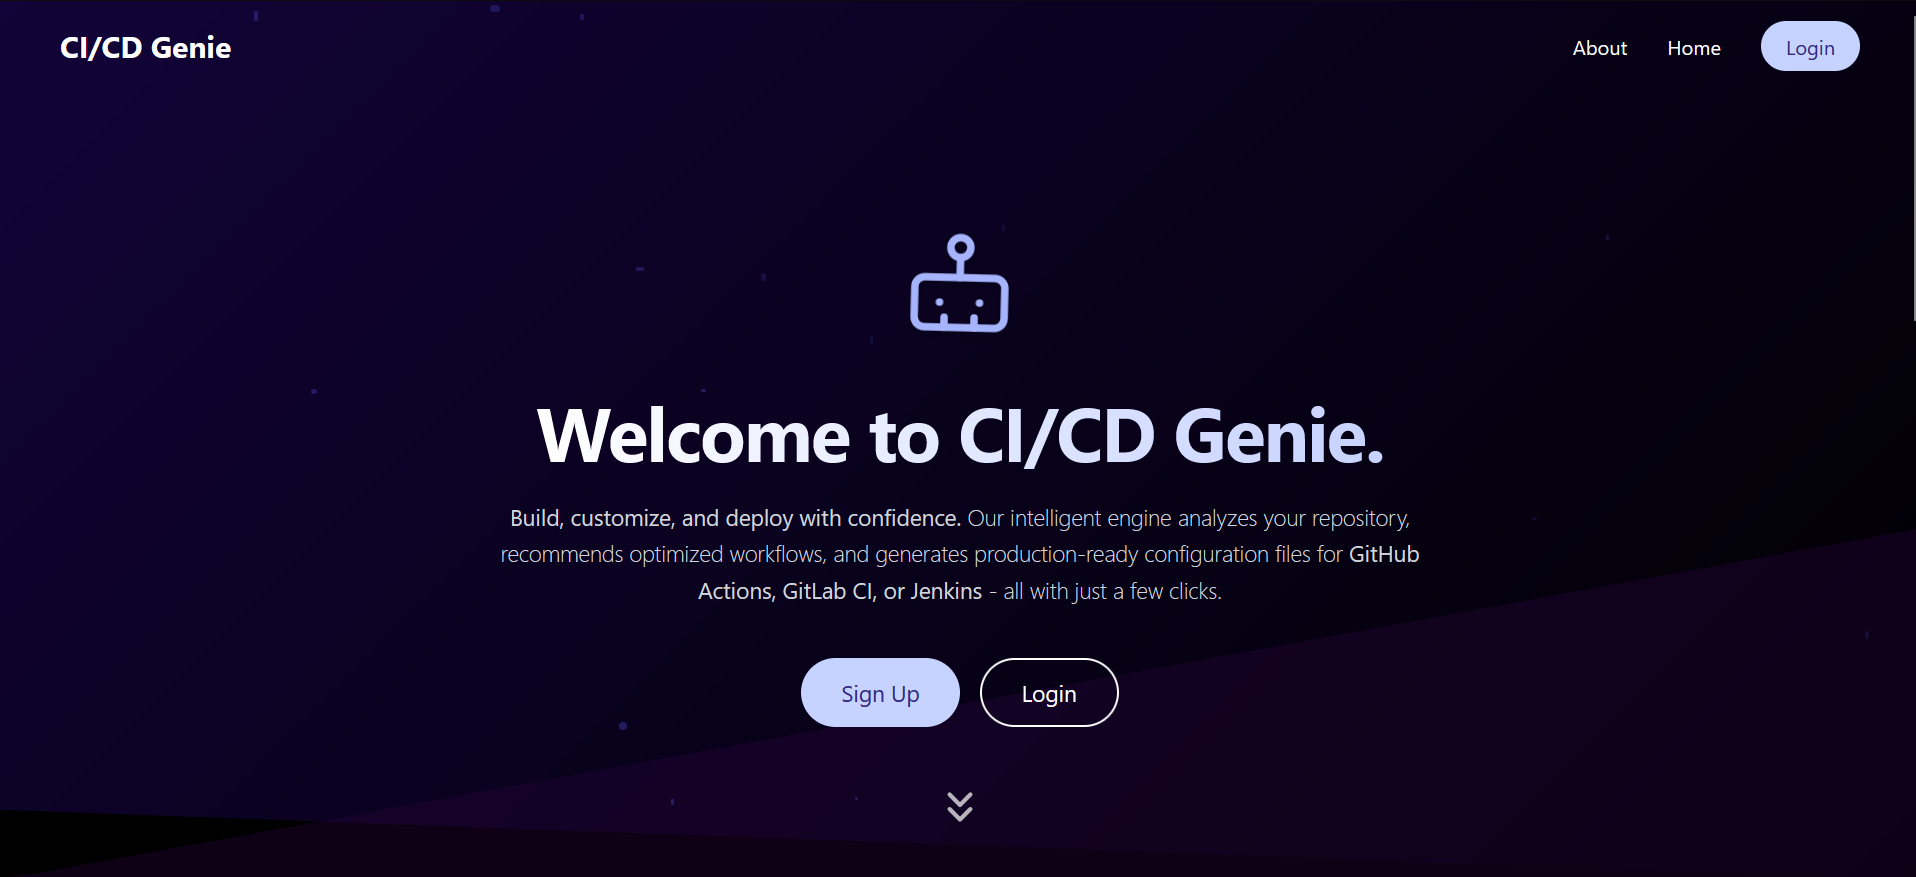 CI/CD Genie
About
Home
Login
Welcome to CI/CD Genie.
Build, customize, and deploy with confidence. Our intelligent engine analyzes your repository,
recommends optimized workflows, and generates production-ready configuration files for GitHub
Actions, GitLab CI, or Jenkins - all with just a few clicks.
Sign Up
Login